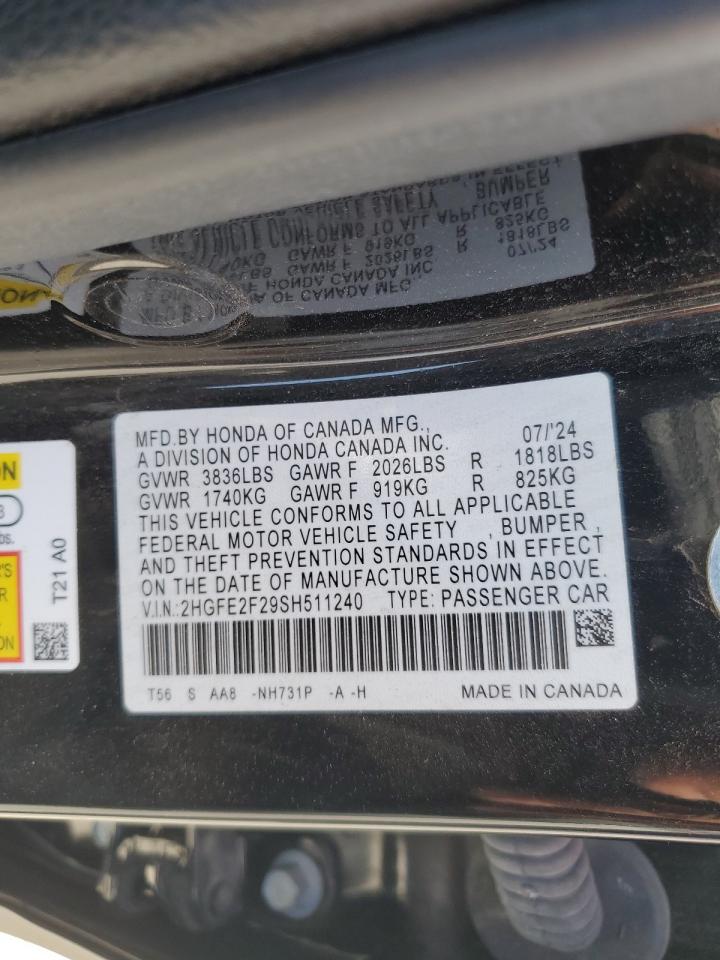 MFD.BY HONDA OF CANADA MFG., 07/'24
A DIVISION OF HONDA CANADA INC.
GVWR 3836LBS GAWR F 2026LBS R 1818LBS
GVWR 1740KG GAWR F 919KG R 825KG
THIS VEHICLE CONFORMS TO ALL APPLICABLE
FEDERAL MOTOR VEHICLE SAFETY , BUMPER ,
AND THEFT PREVENTION STANDARDS IN EFFECT
ON THE DATE OF MANUFACTURE SHOWN ABOVE.
V.I.N.:2HGFE2F29SH511240 TYPE: PASSENGER CAR
T56 S AA8 -NH731P -A -H MADE IN CANADA
T21 A0